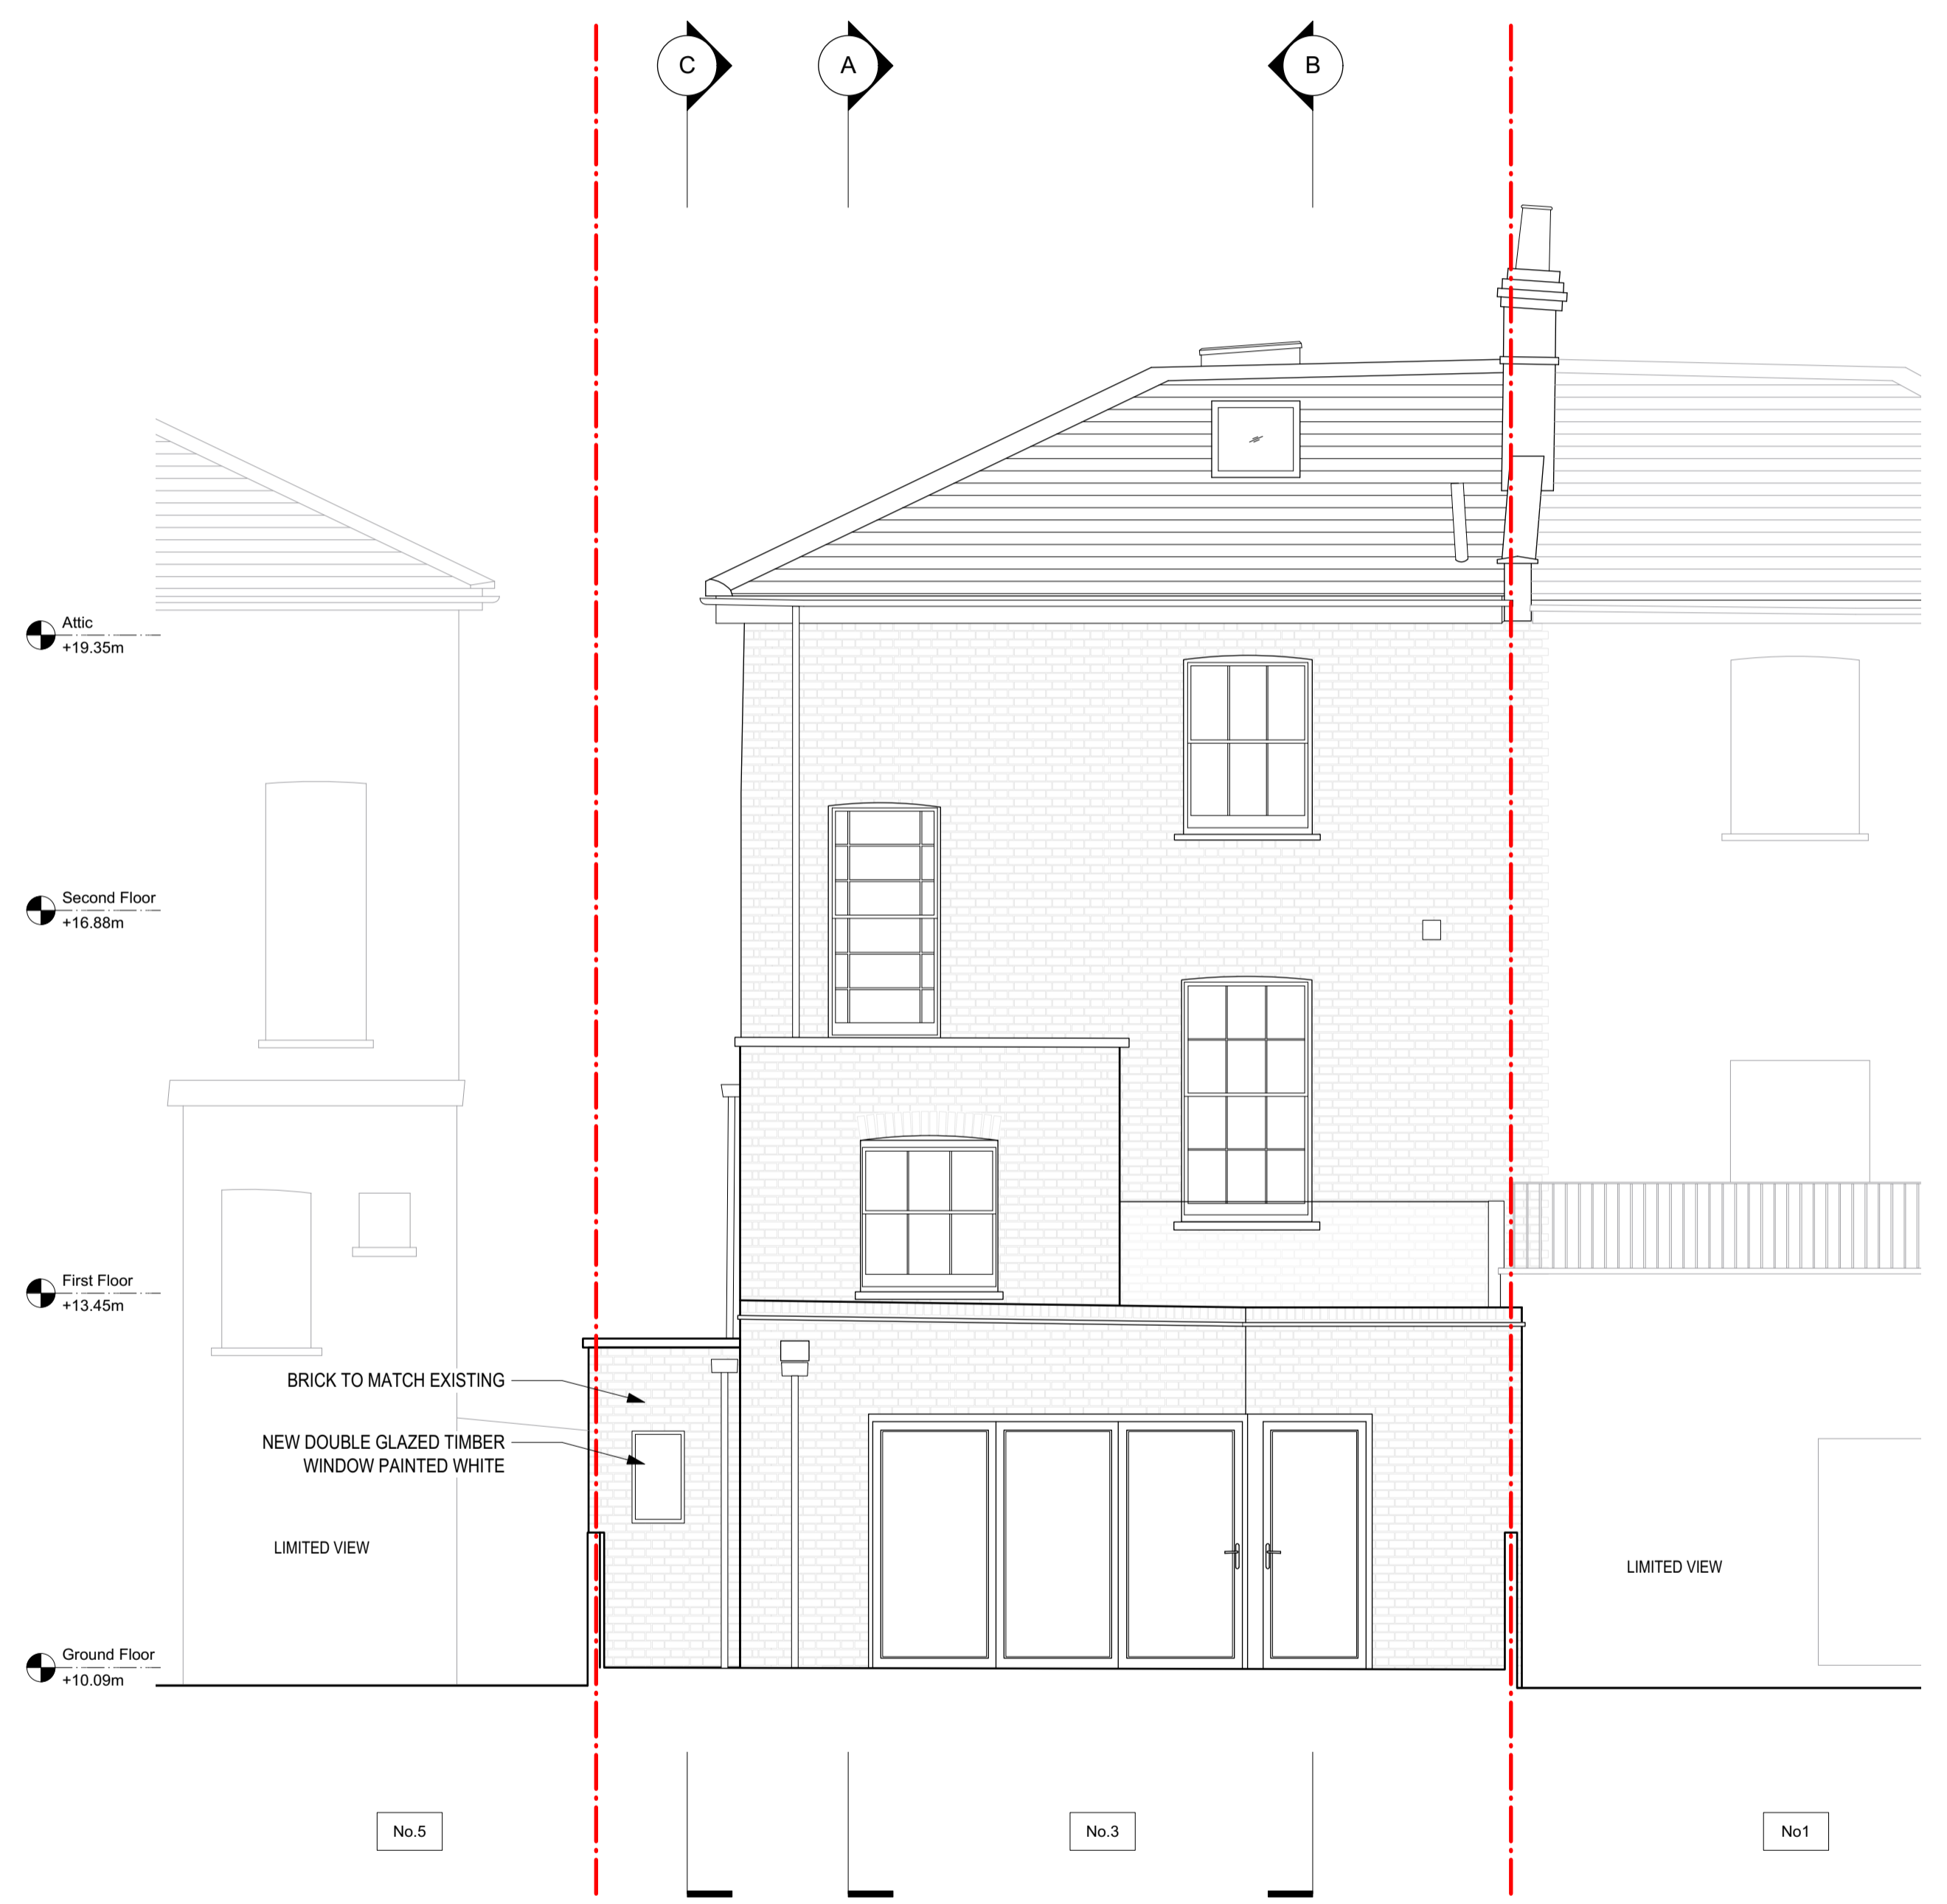 C
A
B
Attic
+19.35m
Second Floor
+16.88m
First Floor
+13.45m
BRICK TO MATCH EXISTING
NEW DOUBLE GLAZED TIMBER
WINDOW PAINTED WHITE
LIMITED VIEW
LIMITED VIEW
Ground Floor
+10.09m
No.5
No.3
No1